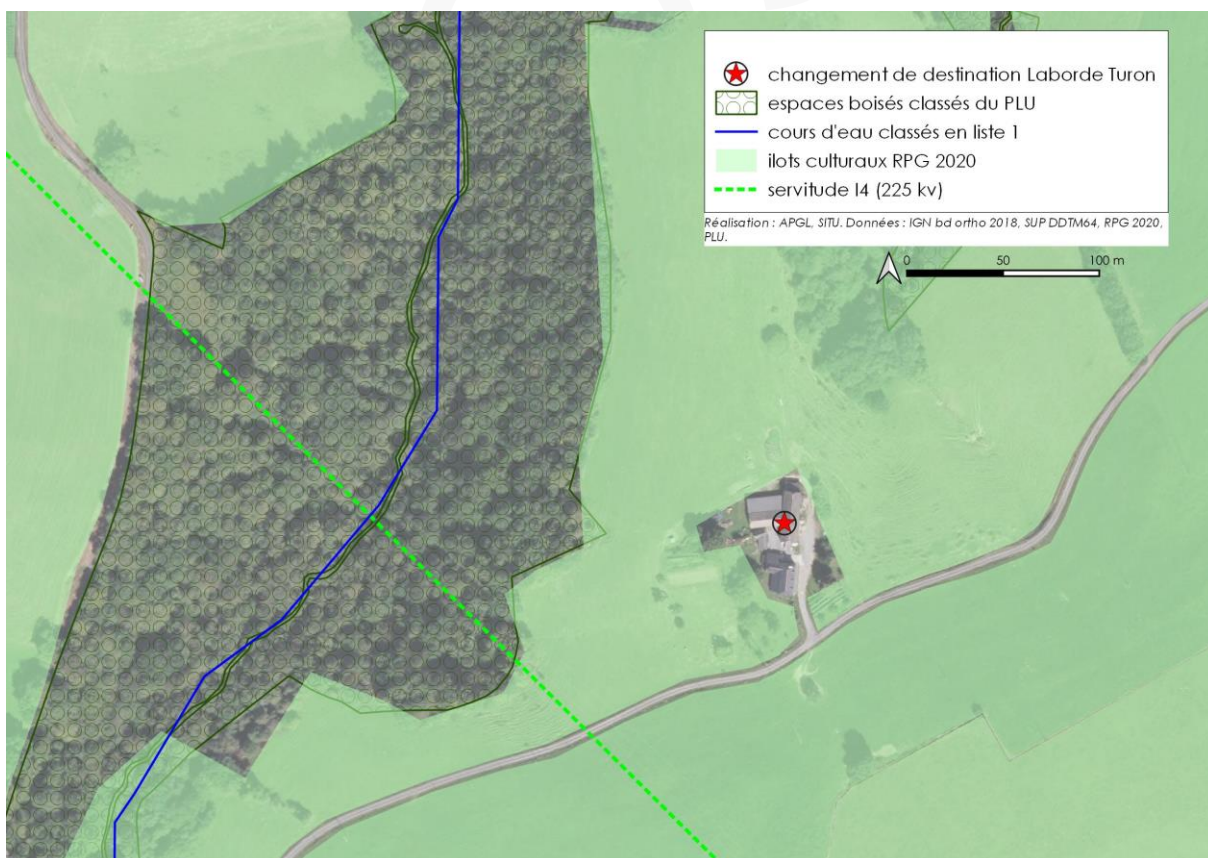 changement de destination Laborde Turon
espaces boisés classés du PLU
cours d'eau classés en liste 1
ilots culturaux RPG 2020
servitude I4 (225 kv)
Réalisation : APGL, SITU. Données : IGN bd ortho 2018, SUP DDTM64, RPG 2020,
PLU.
0 50 100 m